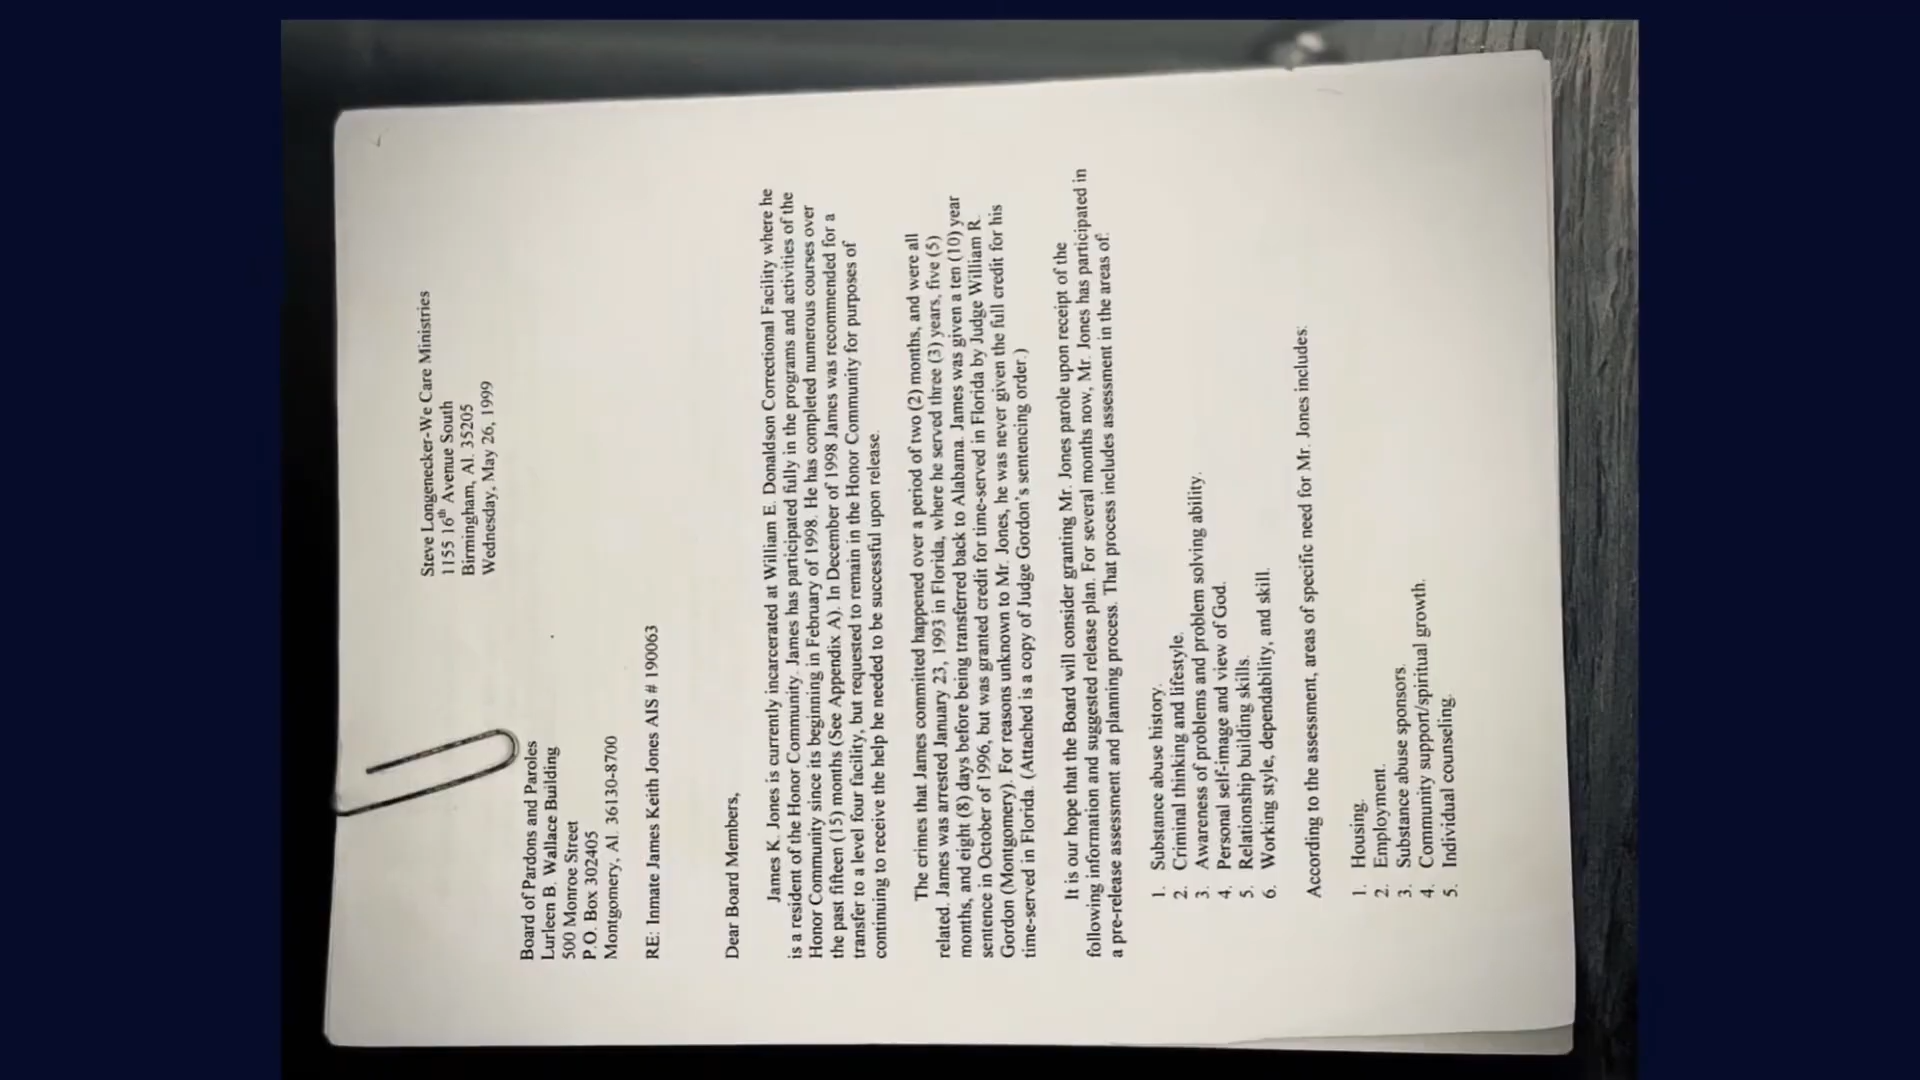 Steve Longenecker-We Care Ministries
1155 16th Avenue South
Birmingham, Al. 35205
Wednesday, May 26, 1999
Board of Pardons and Paroles
Lurleen B. Wallace Building
500 Monroe Street
P.O. Box 302405
Montgomery, Al. 36130-8700
RE: Inmate James Keith Jones AIS # 190063
Dear Board Members,
James K. Jones is currently incarcerated at William E. Donaldson Correctional Facility where he
is a resident of the Honor Community. James has participated fully in the programs and activities of the
Honor Community since its beginning in February of 1998. He has completed numerous courses over
the past fifteen (15) months (See Appendix A). In December of 1998 James was recommended for a
transfer to a level four facility, but requested to remain in the Honor Community for purposes of
continuing to receive the help he needed to be successful upon release.
The crimes that James committed happened over a period of two (2) months, and were all
related. James was arrested January 23, 1993 in Florida, where he served three (3) years, five (5)
months, and eight (8) days before being transferred back to Alabama. James was given a ten (10) year
sentence in October of 1996, but was granted credit for time-served in Florida by Judge William R.
Gordon (Montgomery). For reasons unknown to Mr. Jones, he was never given the full credit for his
time-served in Florida. (Attached is a copy of Judge Gordon's sentencing order.)
It is our hope that the Board will consider granting Mr. Jones parole upon receipt of the
following information and suggested release plan. For several months now, Mr. Jones has participated in
a pre-release assessment and planning process. That process includes assessment in the areas of:
1. Substance abuse history.
2. Criminal thinking and lifestyle.
3. Awareness of problems and problem solving ability.
4. Personal self-image and view of God.
5. Relationship building skills.
6. Working style, dependability, and skill.
According to the assessment, areas of specific need for Mr. Jones includes:
1. Housing.
2. Employment.
3. Substance abuse sponsors.
4. Community support/spiritual growth.
5. Individual counseling.